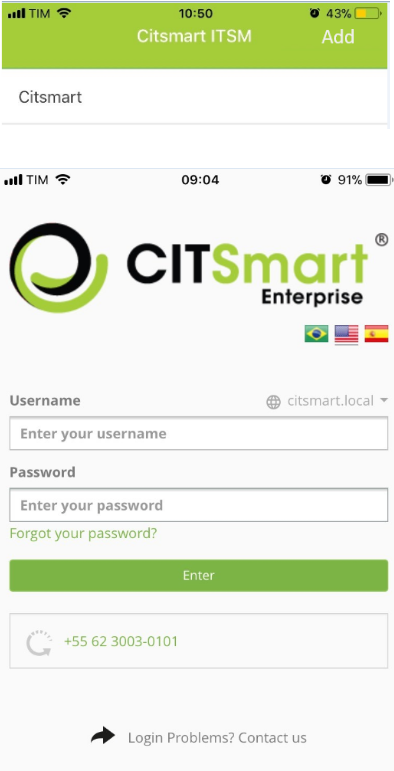 TIM 10:50 43%
Citsmart ITSM Add
Citsmart
TIM 09:04 91%
CITSmart ®
Enterprise
Username citsmart.local
Enter your username
Password
Enter your password
Forgot your password?
Enter
+55 62 3003-0101
Login Problems? Contact us